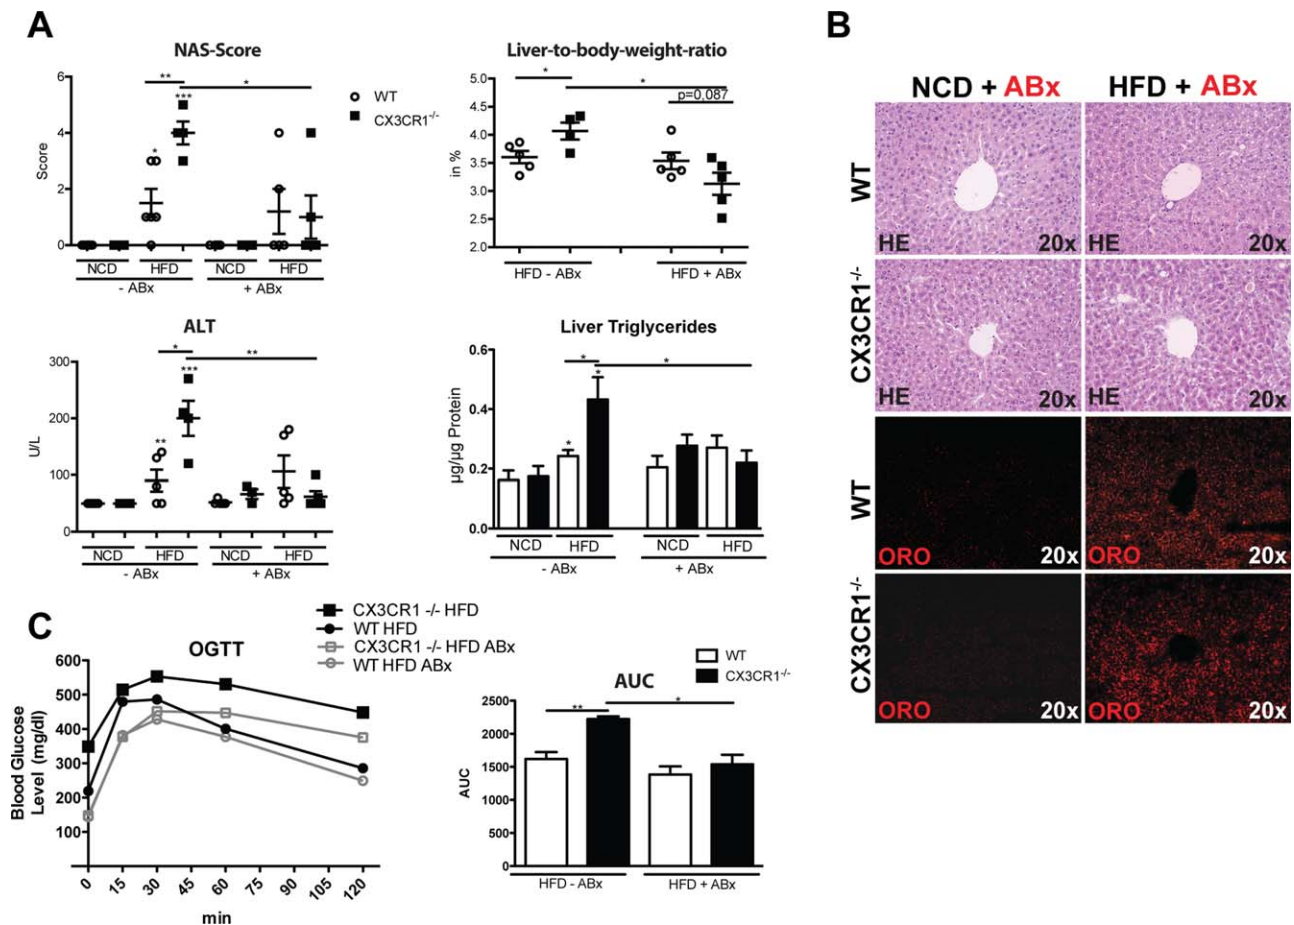 A
NAS-Score
6
4
2
0
Score
**
*
***
*
WT
CX3CR1-/-
NCD
HFD
NCD
HFD
- ABx
+ ABx
Liver-to-body-weight-ratio
5.0
4.5
4.0
3.5
3.0
2.5
2.0
in %
*
*
p=0,087
HFD - ABx
HFD + ABx
ALT
300
200
100
0
U/L
*
**
***
**
NCD
HFD
NCD
HFD
- ABx
+ ABx
Liver Triglycerides
0.6
0.4
0.2
0.0
µg/µg Protein
*
*
*
*
NCD
HFD
NCD
HFD
- ABx
+ ABx
B
NCD + ABx
HFD + ABx
WT
HE
20x
HE
20x
CX3CR1-/-
HE
20x
HE
20x
WT
ORO
20x
ORO
20x
CX3CR1-/-
ORO
20x
ORO
20x
C
OGTT
CX3CR1 -/- HFD
WT HFD
CX3CR1 -/- HFD ABx
WT HFD ABx
600
500
400
300
200
100
Blood Glucose
Level (mg/dl)
0
15
30
45
60
75
90
105
120
min
WT
CX3CR1-/-
AUC
2500
2000
1500
1000
500
0
AUC
**
*
HFD - ABx
HFD + ABx